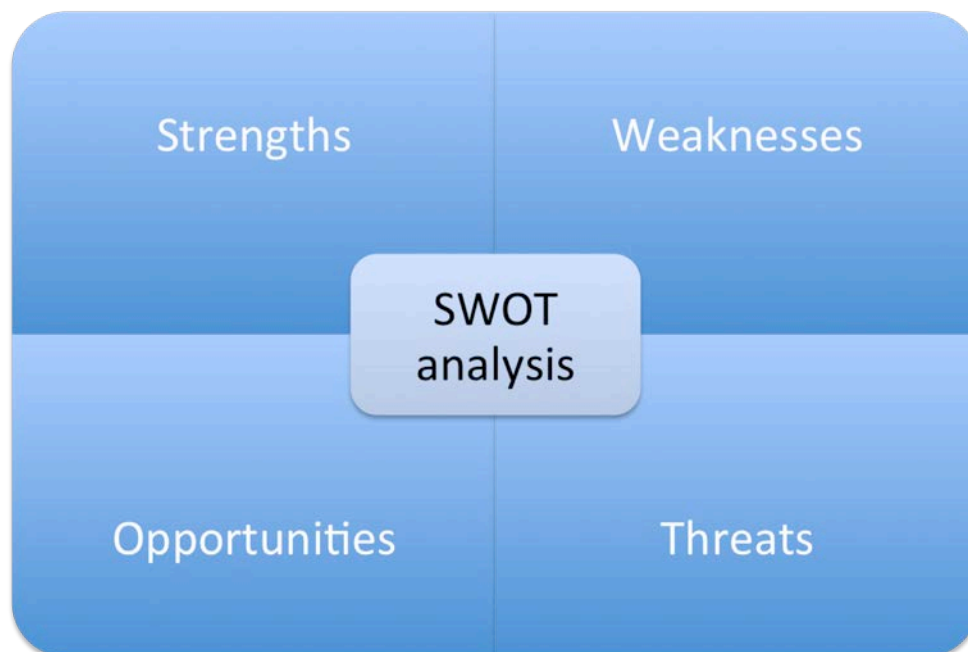 Strengths
Weaknesses
SWOT
analysis
Opportunities
Threats